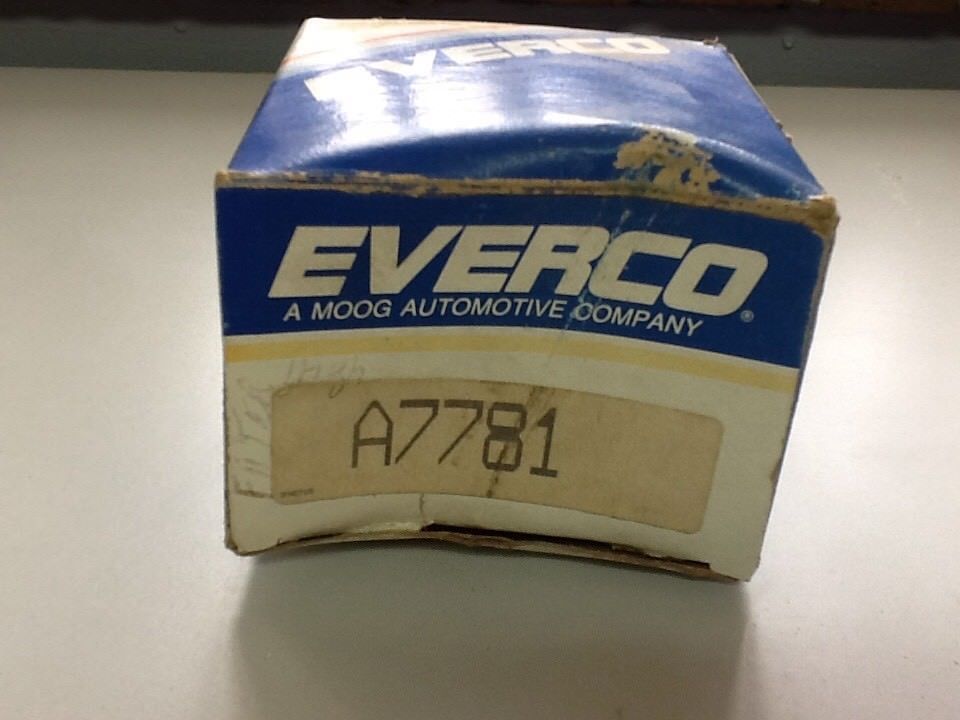 EVERCO
EVERCO®
A MOOG AUTOMOTIVE COMPANY
A7781